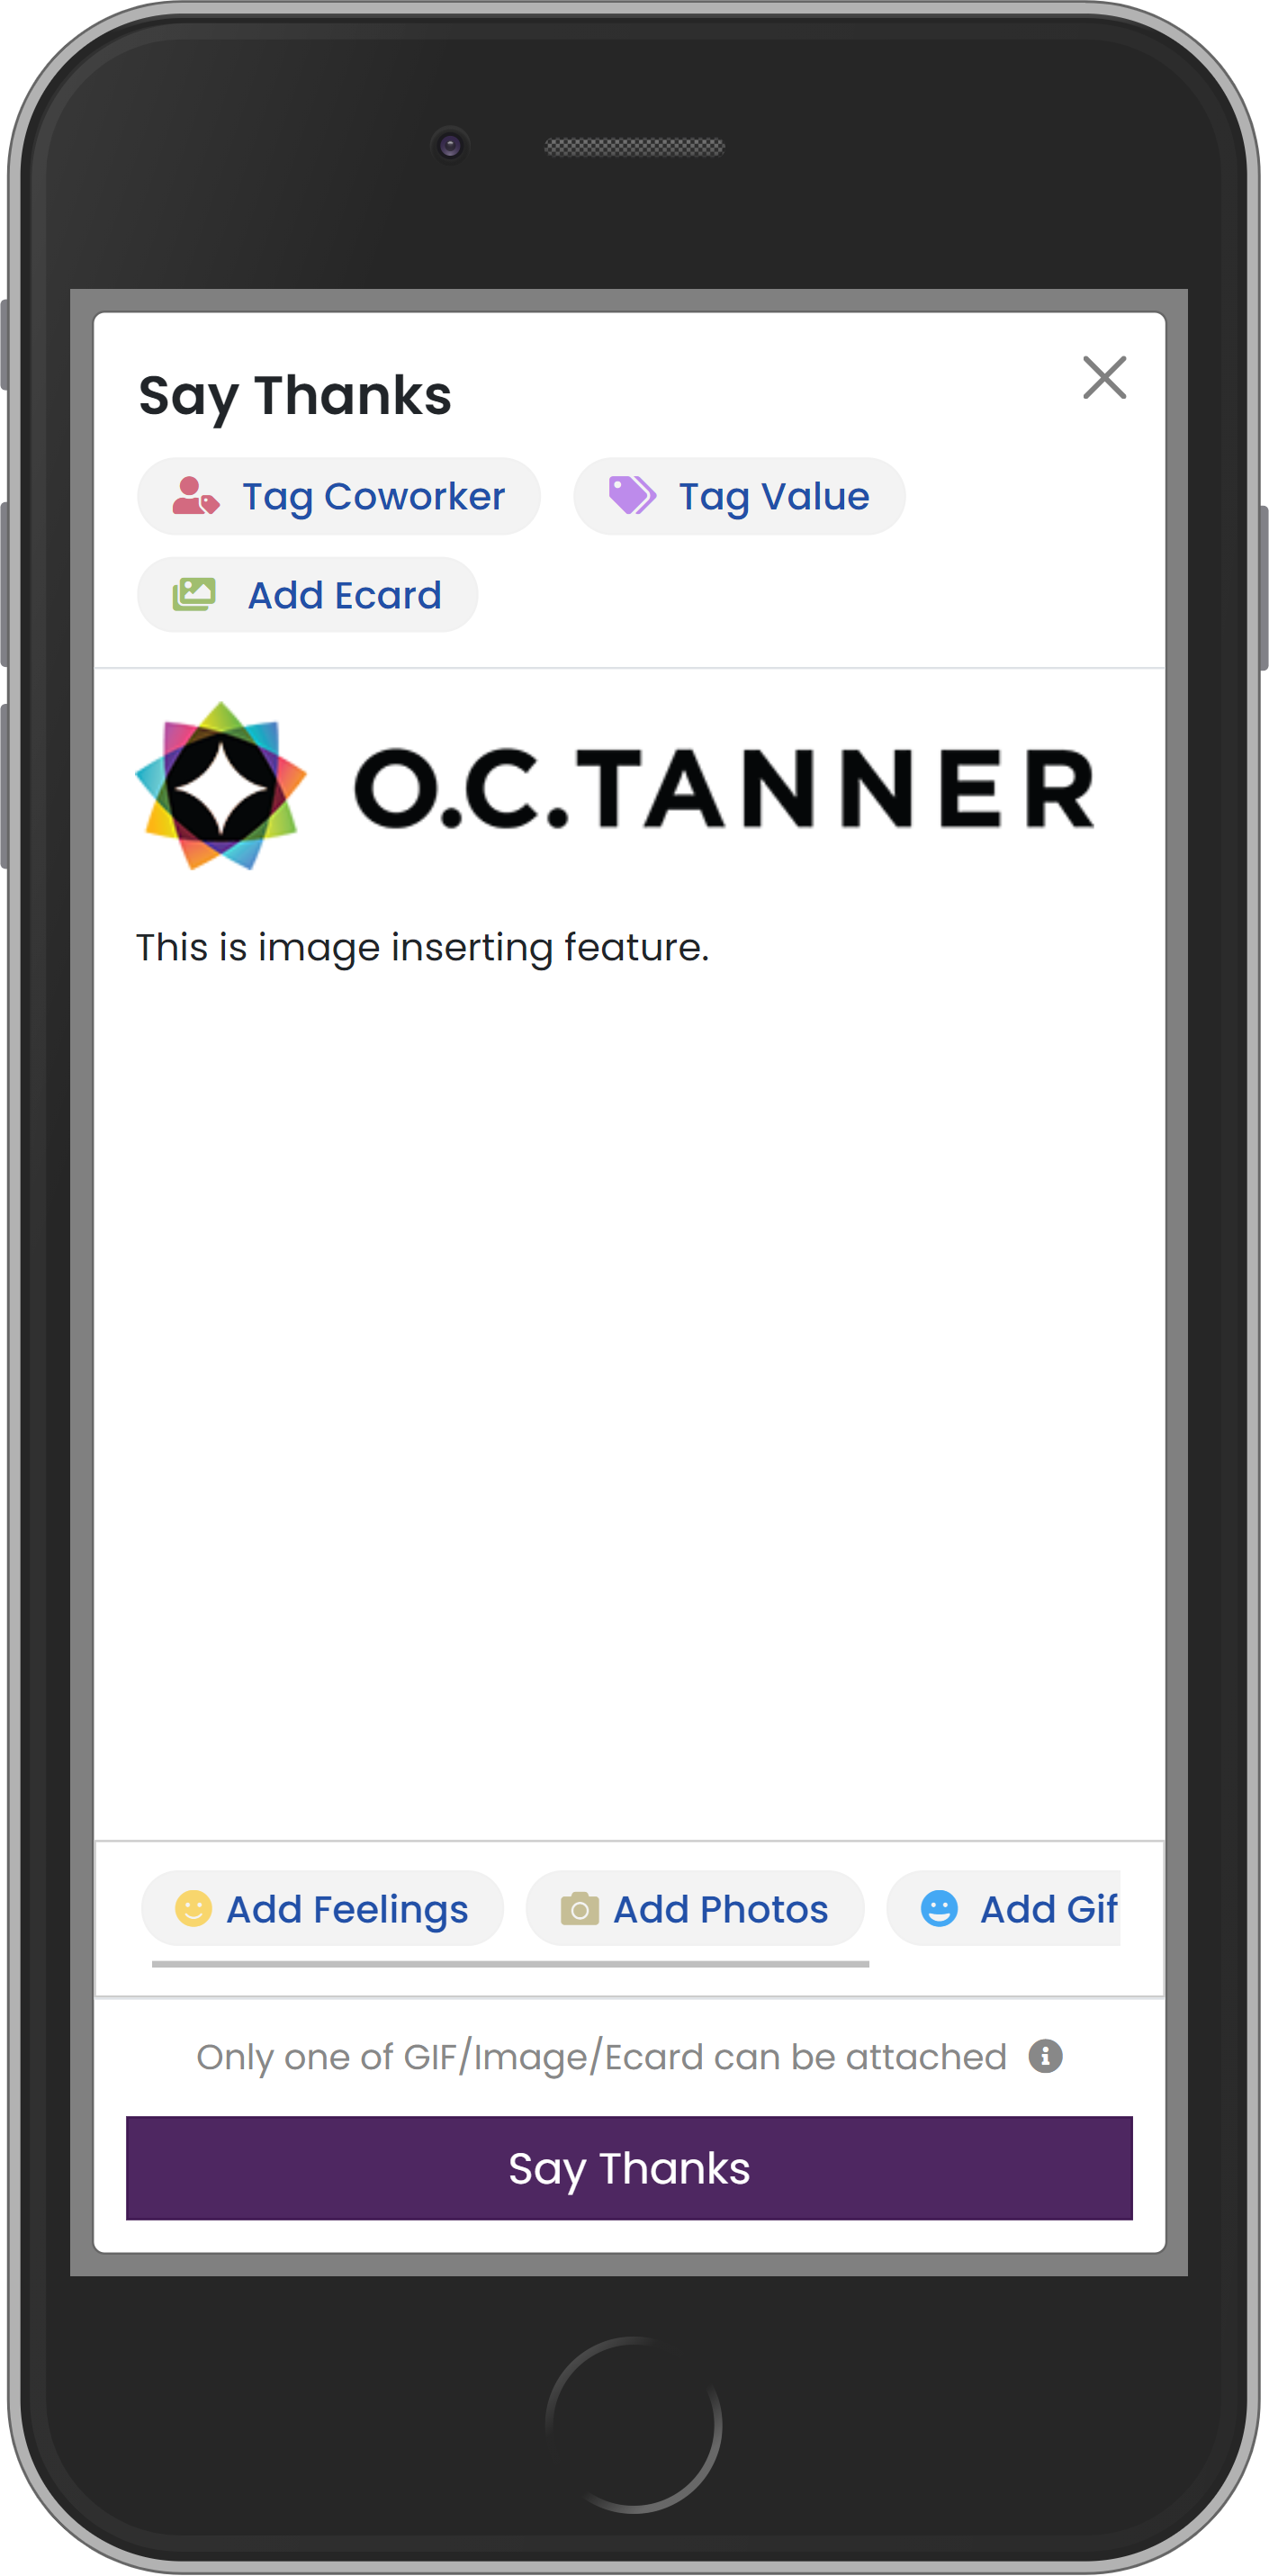 Say Thanks
Tag Coworker Tag Value
Add Ecard
O.C.TANNER
This is image inserting feature.
Add Feelings Add Photos Add Gif
Only one of GIF/Image/Ecard can be attached
Say Thanks